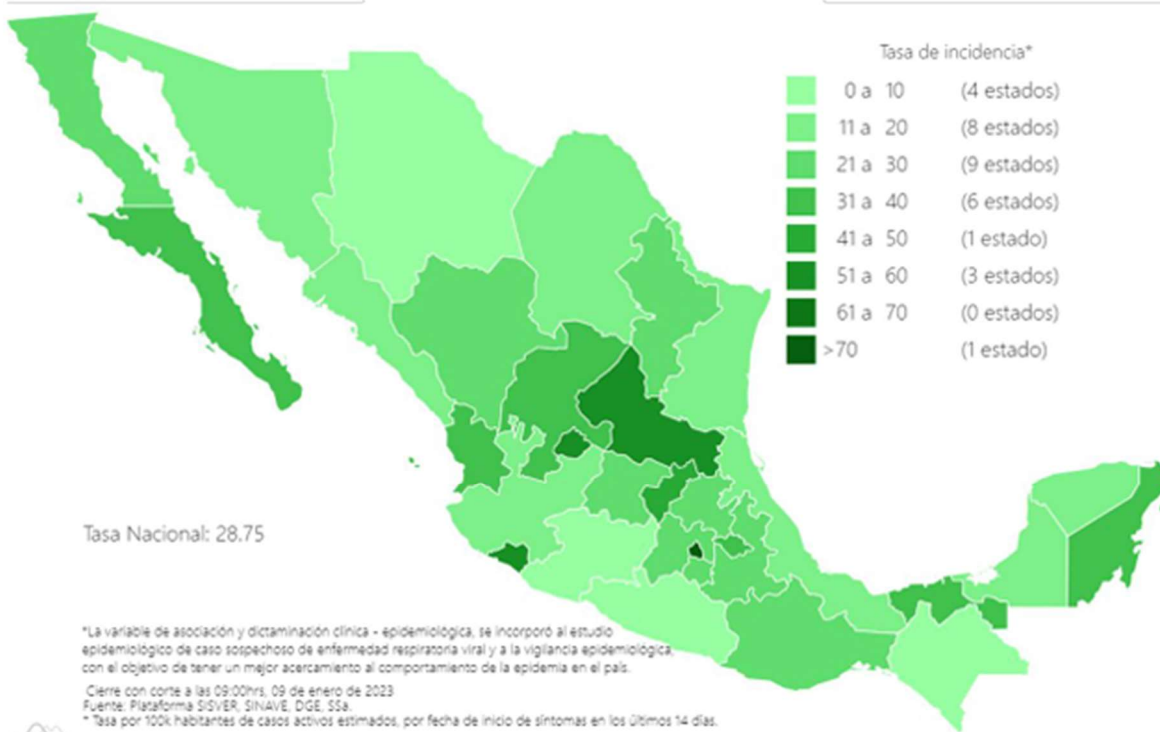 Tasa de incidencia*
0 a 10 (4 estados)
11 a 20 (8 estados)
21 a 30 (9 estados)
31 a 40 (6 estados)
41 a 50 (1 estado)
51 a 60 (3 estados)
61 a 70 (0 estados)
>70 (1 estado)
Tasa Nacional: 28.75
*La variable de asociación y dictaminación clínica - epidemiológica, se incorporó al estudio
epidemiológico de caso sospechoso de enfermedad respiratoria viral y a la vigilancia epidemiológica,
con el objetivo de tener un mejor acercamiento al comportamiento de la epidemia en el país.
Cierre con corte a las 09:00hrs, 09 de enero de 2023
Fuente: Plataforma SISVER, SINAVE, DGE, SSa.
* Tasa por 100k habitantes de casos activos estimados, por fecha de inicio de síntomas en los últimos 14 días.